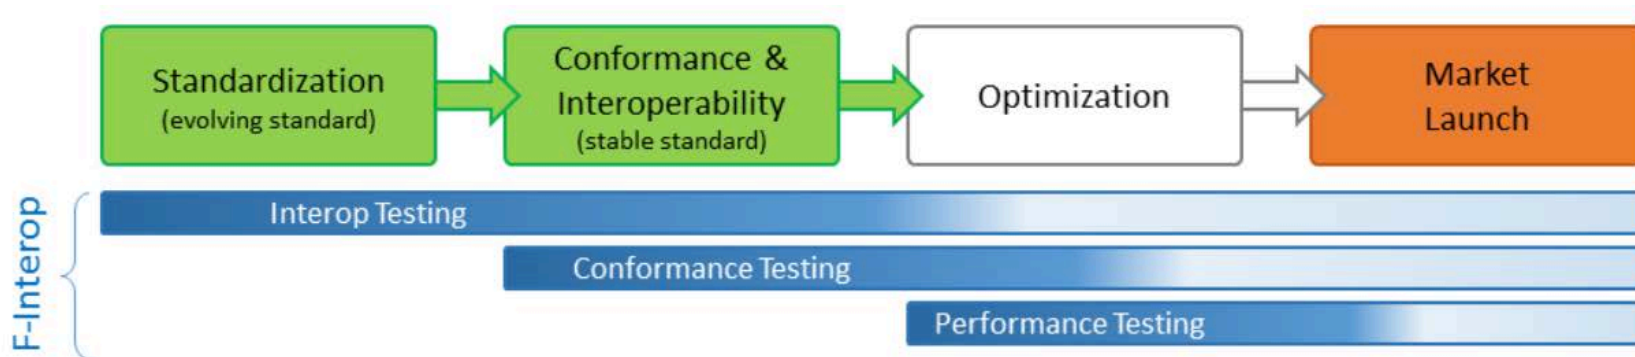 Standardization
(evolving standard)
Conformance &
Interoperability
(stable standard)
Optimization
Market
Launch
F-Interop
Interop Testing
Conformance Testing
Performance Testing